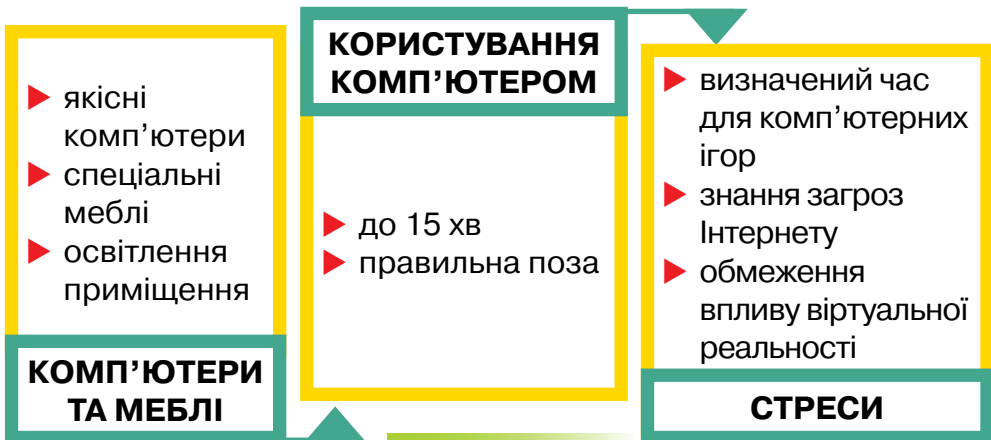 якісні
комп’ютери
спеціальні
меблі
освітлення
приміщення
КОМП’ЮТЕРИ
ТА МЕБЛІ
КОРИСТУВАННЯ
КОМП’ЮТЕРОМ
до 15 хв
правильна поза
визначений час
для комп’ютерних
ігор
знання загроз
Інтернету
обмеження
впливу віртуальної
реальності
СТРЕСИ